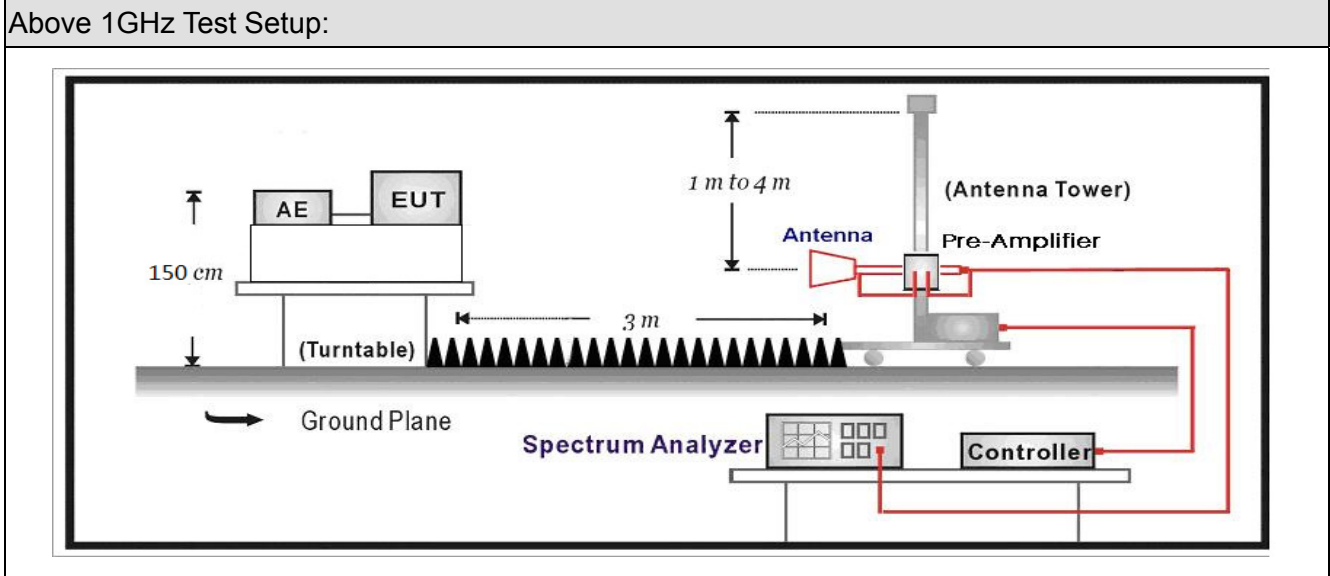 Above 1GHz Test Setup:
1 m to 4 m
(Antenna Tower)
AE
EUT
Antenna
Pre-Amplifier
150 cm
3 m
(Turntable)
Ground Plane
Spectrum Analyzer
Controller